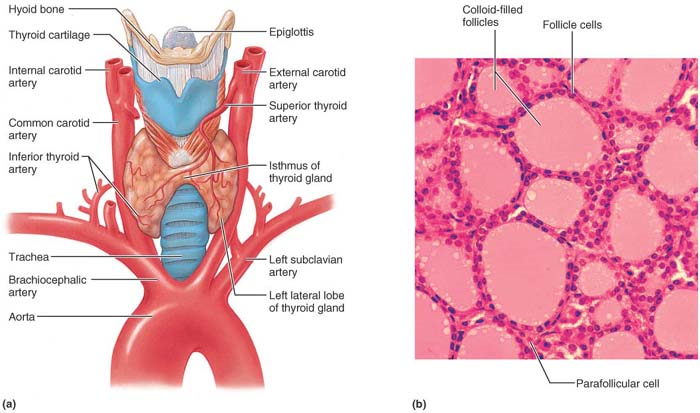 Hyoid bone
Thyroid cartilage
Internal carotid
artery
Common carotid
artery
Inferior thyroid
artery
Trachea
Brachiocephalic
artery
Aorta
Epiglottis
External carotid
artery
Superior thyroid
artery
Isthmus of
thyroid gland
Left subclavian
artery
Left lateral lobe
of thyroid gland
(a)
Colloid-filled
follicles
Follicle cells
Parafollicular cell
(b)